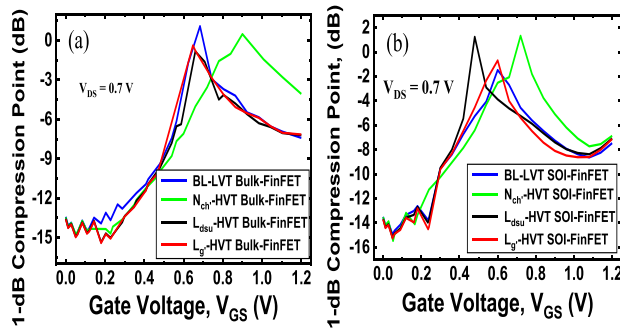 1-dB Compression Point (dB)
0
-3
-6
-9
-12
-15
(a)
V_DS = 0.7 V
BL-LVT Bulk-FinFET
N_ch-HVT Bulk-FinFET
L_dsu-HVT Bulk-FinFET
L_g-HVT Bulk-FinFET
0.0 0.2 0.4 0.6 0.8 1.0 1.2
Gate Voltage, V_GS (V)
1-dB Compression Point, (dB)
2
0
-2
-4
-6
-8
-10
-12
-14
-16
(b)
V_DS = 0.7 V
BL-LVT SOI-FinFET
N_ch-HVT SOI-FinFET
L_dsu-HVT SOI-FinFET
L_g-HVT SOI-FinFET
0.0 0.2 0.4 0.6 0.8 1.0 1.2
Gate Voltage, V_GS (V)